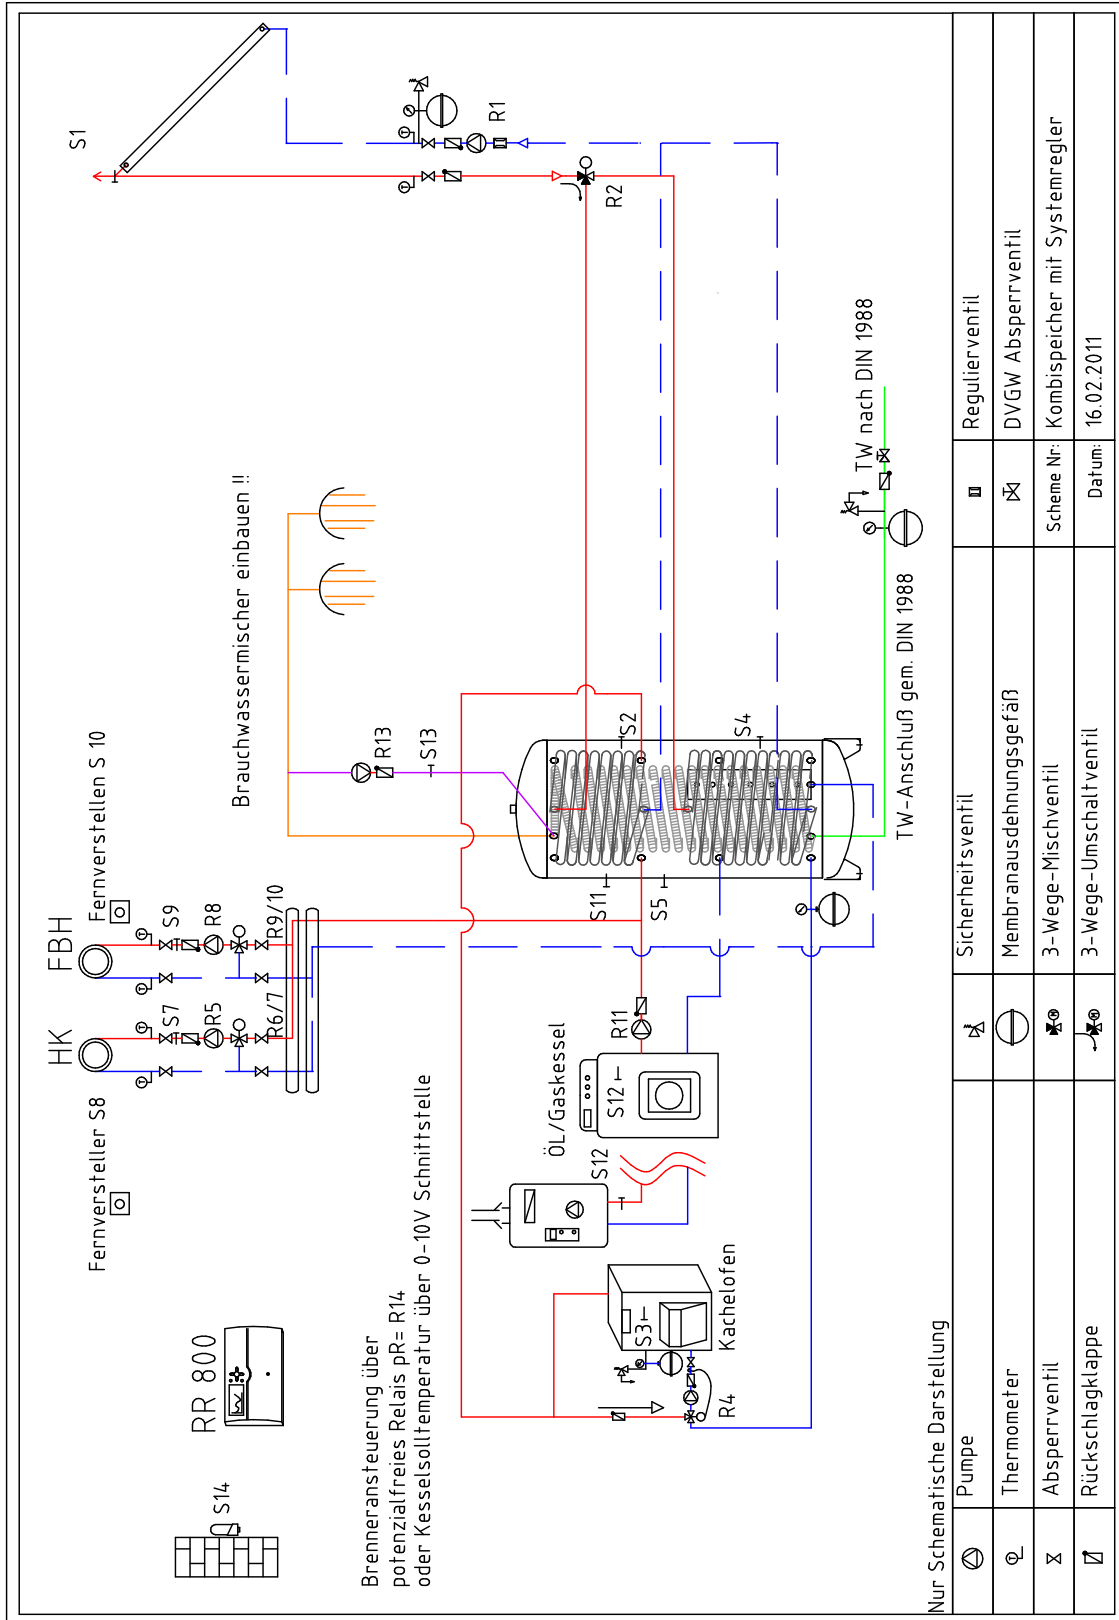 S14
RR 800
Fernversteller S8
HK
FBH
Fernverstellen S 10
S7
R5
R6/7
S9
R8
R9/10
Brauchwassermischer einbauen !!
R13
S13
S1
R1
R2
Brenneransteuerung über
potenzialfreies Relais pR= R14
oder Kesselsolltemperatur über 0-10V Schnittstelle
ÖL/Gaskessel
S12
S12
R11
S3
R4
Kachelofen
S11
S5
S2
S4
TW nach DIN 1988
TW-Anschluß gem. DIN 1988
Nur Schematische Darstellung
Pumpe
Sicherheitsventil
Regulierventil
Thermometer
Membranausdehnungsgefäß
DVGW Absperrventil
Absperrventil
3-Wege-Mischventil
Scheme Nr: Kombispeicher mit Systemregler
Rückschlagklappe
3-Wege-Umschaltventil
Datum: 16.02.2011